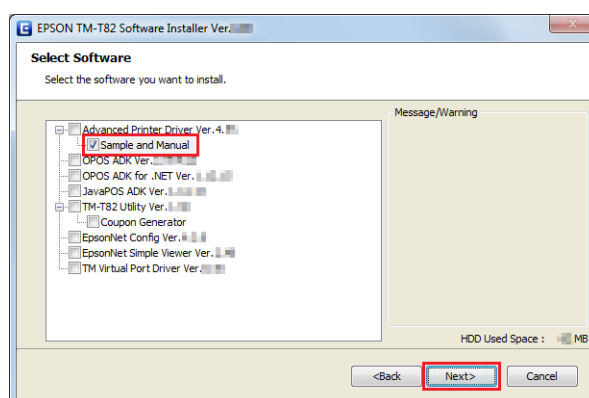 EPSON TM-T82 Software Installer Ver.
Select Software
Select the software you want to install.
Message/Warning
Advanced Printer Driver Ver.4.
Sample and Manual
OPOS ADK Ver.
OPOS ADK for .NET Ver.
JavaPOS ADK Ver.
TM-T82 Utility Ver.
Coupon Generator
EpsonNet Config Ver.
EpsonNet Simple Viewer Ver.
TM Virtual Port Driver Ver.
HDD Used Space : MB
<Back Next> Cancel